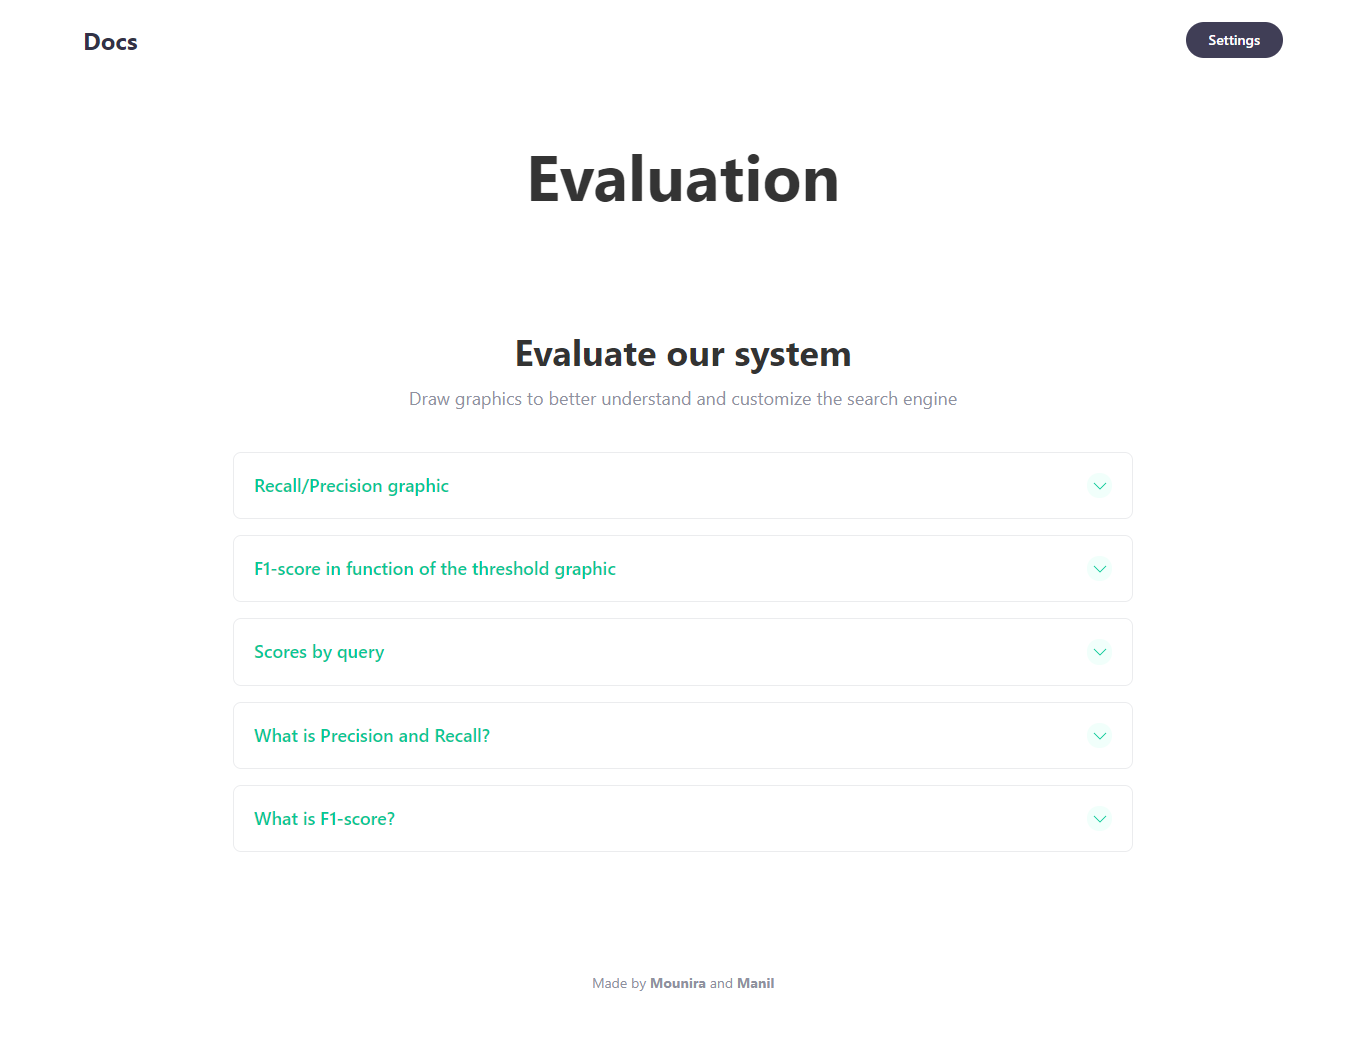 Docs
Settings
Evaluation
Evaluate our system
Draw graphics to better understand and customize the search engine
Recall/Precision graphic
F1-score in function of the threshold graphic
Scores by query
What is Precision and Recall?
What is F1-score?
Made by Mounira and Manil